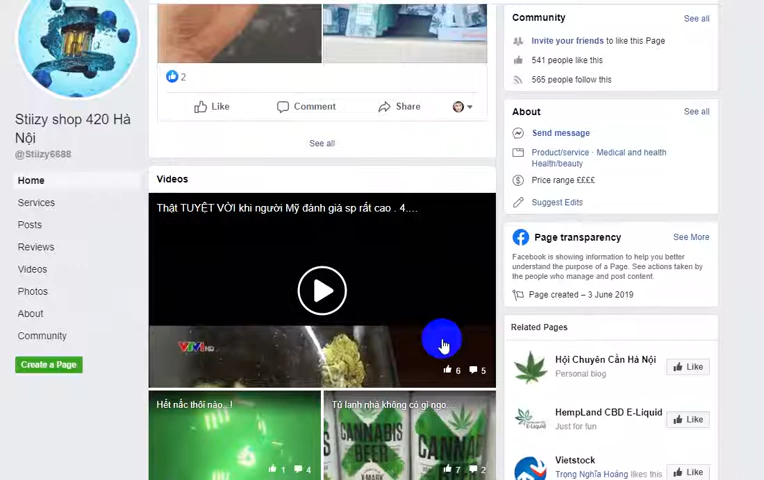 Stiizy shop 420 Hà
Nội
@Stiizy6688
Home
Services
Posts
Reviews
Videos
Photos
About
Community
Create a Page
2
Like
Comment
Share
See all
Videos
Thật TUYỆT VỜI khi người Mỹ đánh giá sp rất cao . 4....
VTV1 HD
6
5
Hết nấc thôi nào...!
1
4
Tủ lạnh nhà không có gì ngo...
CANNABIS
BEER
CANNABIS
BEER
7
2
Community
See all
Invite your friends to like this Page
541 people like this
565 people follow this
About
See all
Send message
Product/service · Medical and health
Health/beauty
Price range ££££
Suggest Edits
Page transparency
See More
Facebook is showing information to help you better
understand the purpose of a Page. See actions taken by
the people who manage and post content.
Page created – 3 June 2019
Related Pages
Hội Chuyên Cần Hà Nội
Personal blog
Like
HempLand CBD E-Liquid
Just for fun
Like
Vietstock
Trọng Nghĩa Hoàng likes this
Like